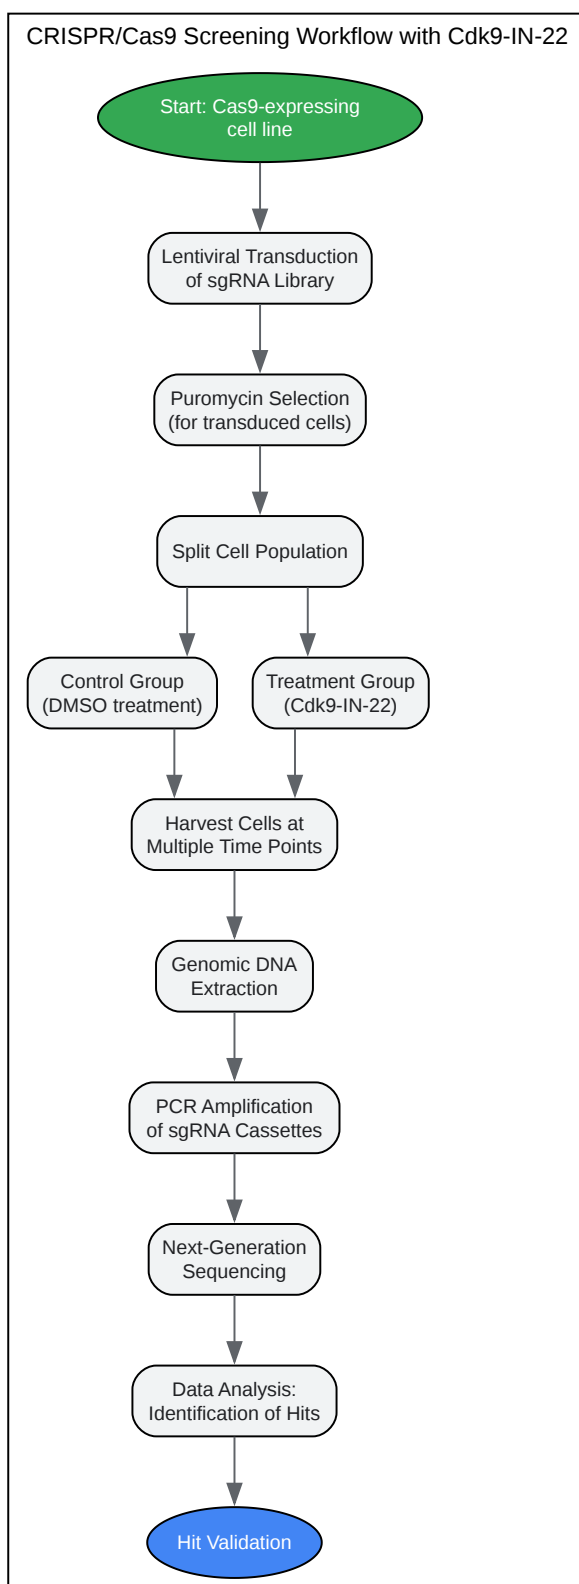 CRISPR/Cas9 Screening Workflow with Cdk9-IN-22
Start: Cas9-expressing
cell line
Lentiviral Transduction
of sgRNA Library
Puromycin Selection
(for transduced cells)
Split Cell Population
Control Group
(DMSO treatment)
Treatment Group
(Cdk9-IN-22)
Harvest Cells at
Multiple Time Points
Genomic DNA
Extraction
PCR Amplification
of sgRNA Cassettes
Next-Generation
Sequencing
Data Analysis:
Identification of Hits
Hit Validation